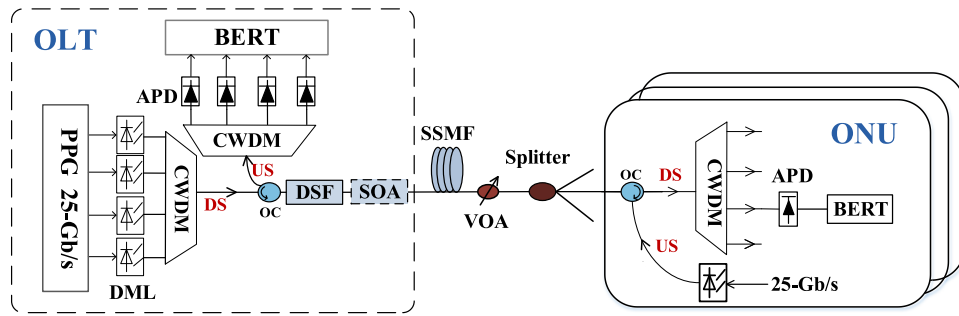 OLT
BERT
APD
PPG 25-Gb/s
CWDM
CWDM
US
DS
OC
DSF
SOA
DML
SSMF
VOA
Splitter
ONU
OC
DS
US
CWDM
APD
BERT
25-Gb/s